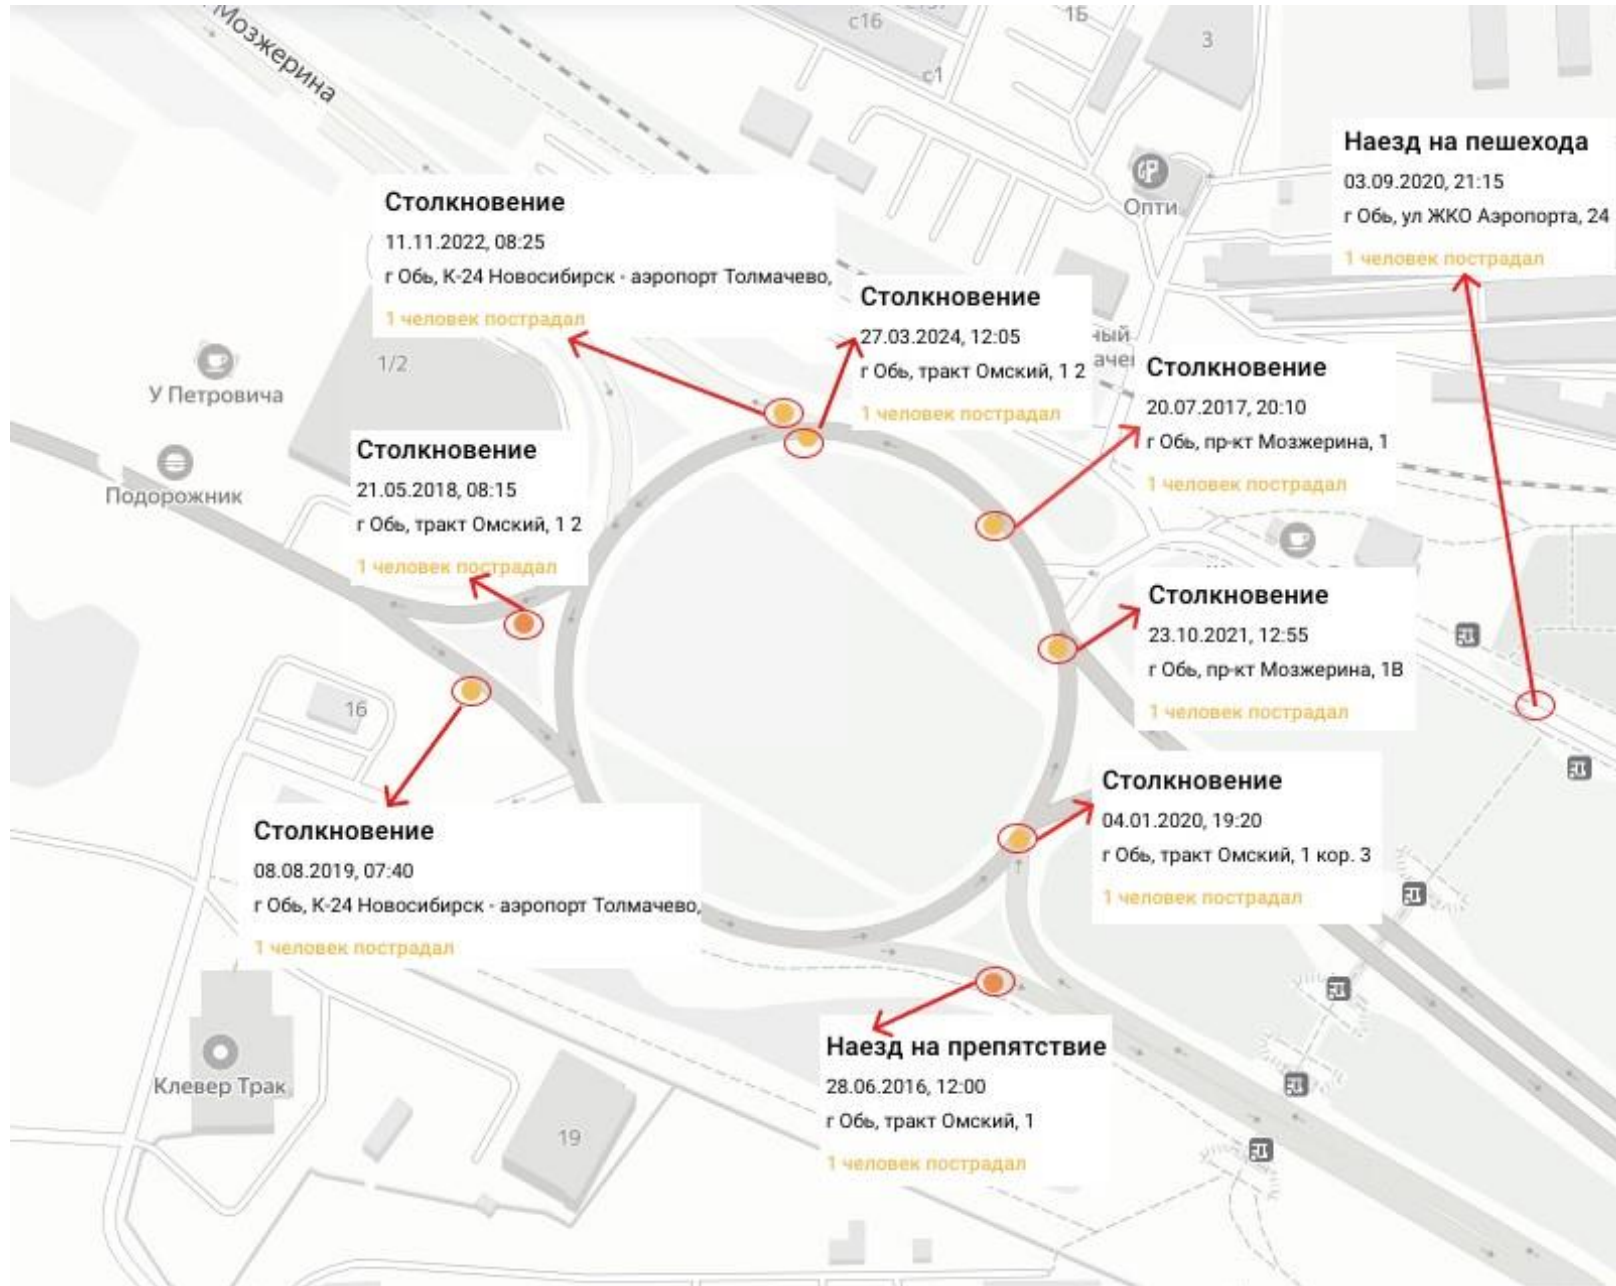 Мозжерина
с16
1Б
3
с1
Опти
Наезд на пешехода
03.09.2020, 21:15
г Обь, ул ЖКО Аэропорта, 24
1 человек пострадал
Столкновение
11.11.2022, 08:25
г Обь, К-24 Новосибирск - аэропорт Толмачево,
1 человек пострадал
Столкновение
27.03.2024, 12:05
г Обь, тракт Омский, 1 2
1 человек пострадал
Столкновение
20.07.2017, 20:10
г Обь, пр-кт Мозжерина, 1
1 человек пострадал
1/2
У Петровича
Подорожник
Столкновение
21.05.2018, 08:15
г Обь, тракт Омский, 1 2
1 человек пострадал
Столкновение
23.10.2021, 12:55
г Обь, пр-кт Мозжерина, 1В
1 человек пострадал
16
Столкновение
04.01.2020, 19:20
г Обь, тракт Омский, 1 кор. 3
1 человек пострадал
Столкновение
08.08.2019, 07:40
г Обь, К-24 Новосибирск - аэропорт Толмачево,
1 человек пострадал
Клевер Трак
19
Наезд на препятствие
28.06.2016, 12:00
г Обь, тракт Омский, 1
1 человек пострадал